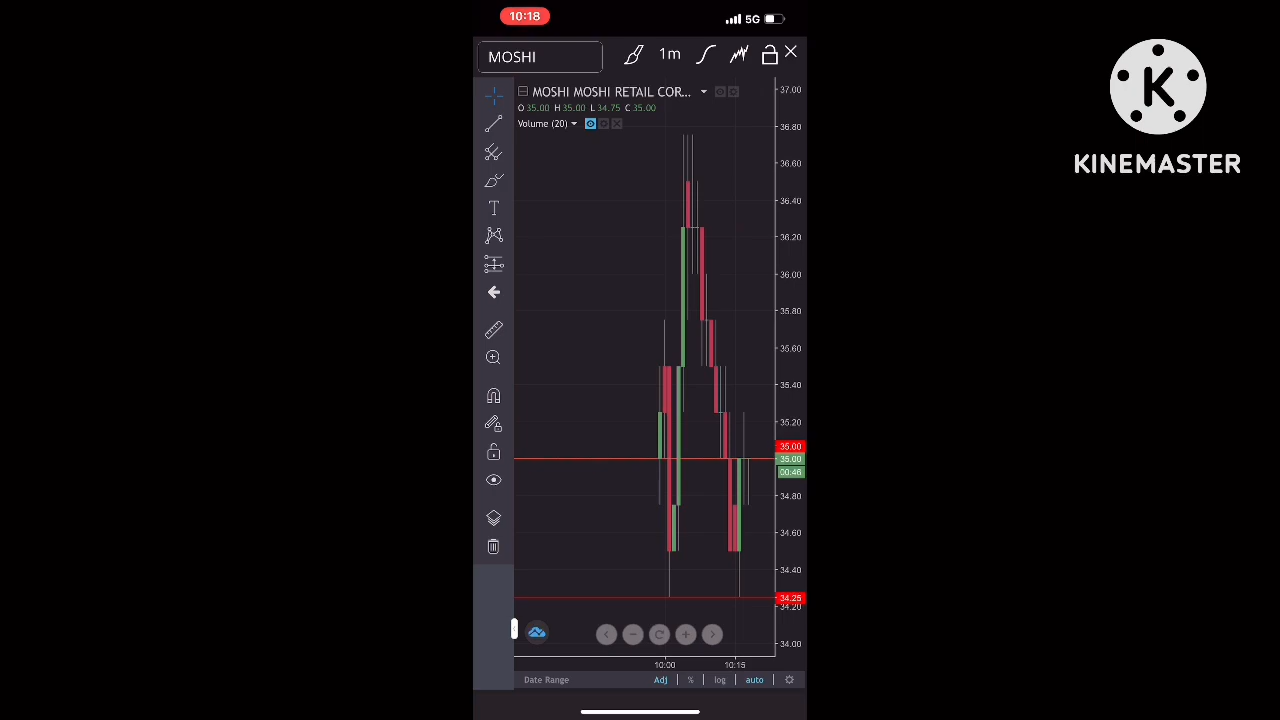 10:18
5G
MOSHI
1m
MOSHI MOSHI RETAIL COR...
O 35.00 H 35.00 L 34.75 C 35.00
Volume (20)
37.00
36.80
36.60
36.40
36.20
36.00
35.80
35.60
35.40
35.20
35.00
35.00
00:46
34.80
34.60
34.40
34.25
34.20
34.00
10:00
10:15
Date Range
Adj
%
log
auto
T
K
KINEMASTER